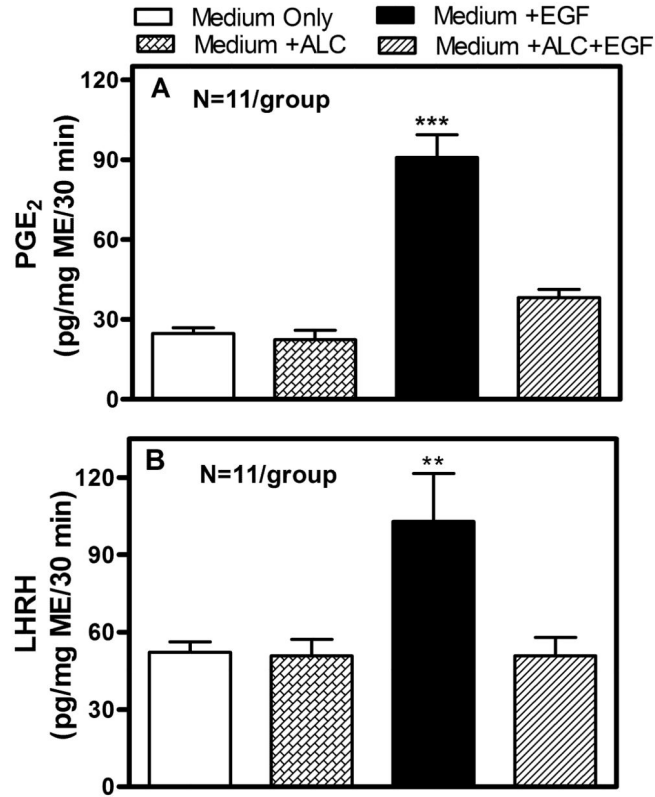 Medium Only
Medium +EGF
Medium +ALC
Medium +ALC+EGF
A
N=11/group
***
120
90
60
30
0
PGE2
(pg/mg ME/30 min)
B
N=11/group
**
120
90
60
30
0
LHRH
(pg/mg ME/30 min)